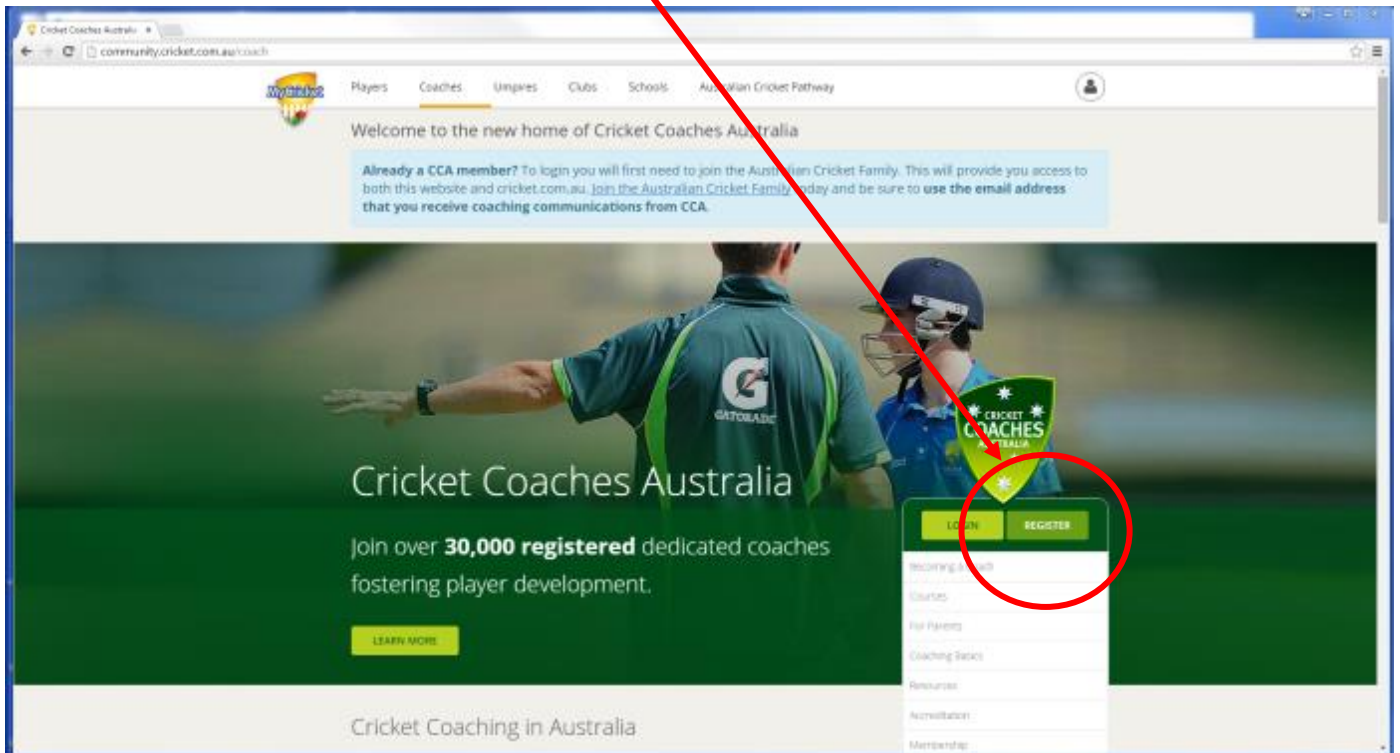 Cricket Coaches Australi
community.cricket.com.au/coach
MyCricket
Players Coaches Umpires Clubs Schools Australian Cricket Pathway
Welcome to the new home of Cricket Coaches Australia
Already a CCA member? To login you will first need to join the Australian Cricket Family. This will provide you access to
both this website and cricket.com.au. Join the Australian Cricket Family today and be sure to use the email address
that you receive coaching communications from CCA.
G
GATORADE
CRICKET
COACHES
AUSTRALIA
Cricket Coaches Australia
Join over 30,000 registered dedicated coaches
fostering player development.
LEARN MORE
LOGIN REGISTER
Becoming a Coach
Courses
For Parents
Coaching Basics
Resources
Accreditation
Membership
Cricket Coaching in Australia